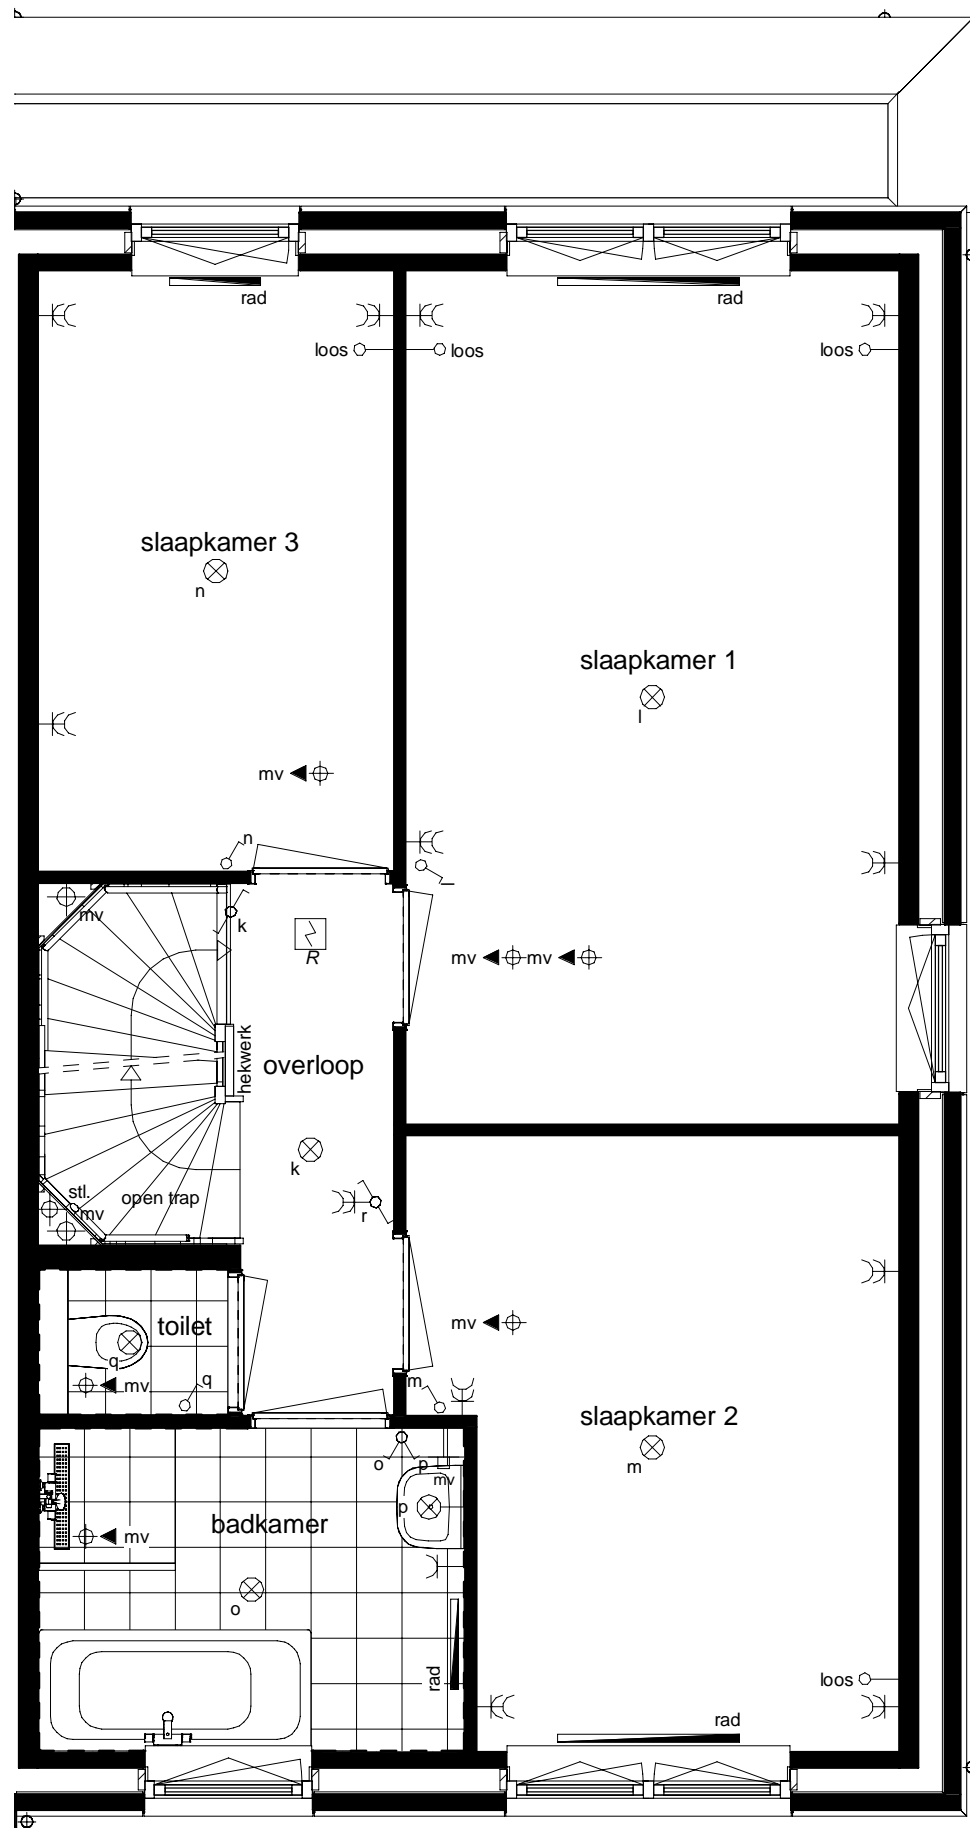 rad
rad
loos
loos
loos
slaapkamer 3
n
slaapkamer 1
l
mv
n
l
mv
k
R
mv
mv
hekwerk
overloop
k
stl.
mv
open trap
r
toilet
q
mv
q
mv
m
slaapkamer 2
m
o
p
mv
p
badkamer
mv
o
rad
loos
rad